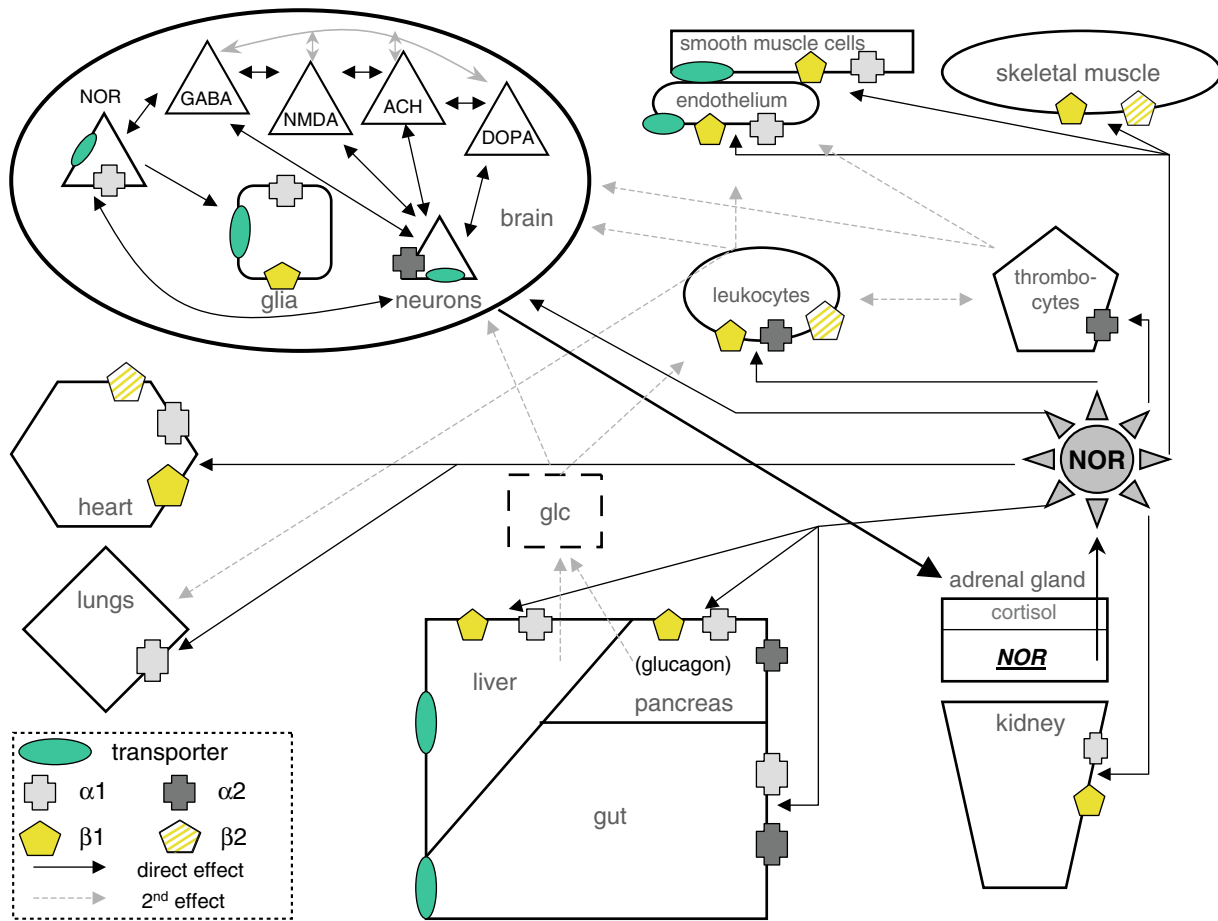 smooth muscle cells
skeletal muscle
endothelium
NOR
GABA
NMDA
ACH
DOPA
brain
glia
neurons
leukocytes
thrombo-
cytes
heart
NOR
glc
lungs
adrenal gland
cortisol
NOR
liver
(glucagon)
pancreas
kidney
gut
transporter
α1
α2
β1
β2
direct effect
2nd effect